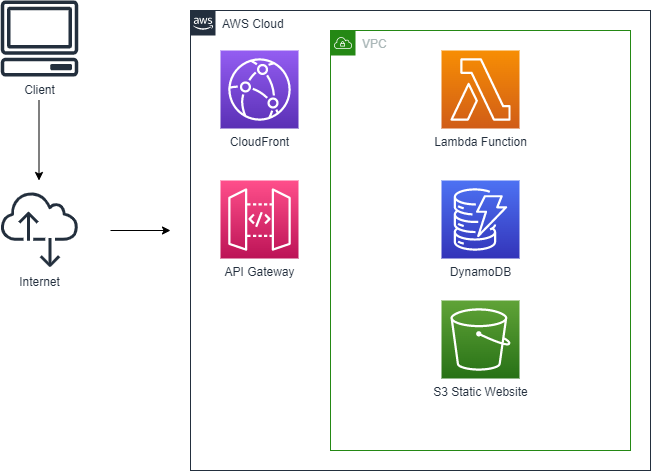 Client
Internet
aws
AWS Cloud
VPC
CloudFront
Lambda Function
API Gateway
</>
DynamoDB
S3 Static Website